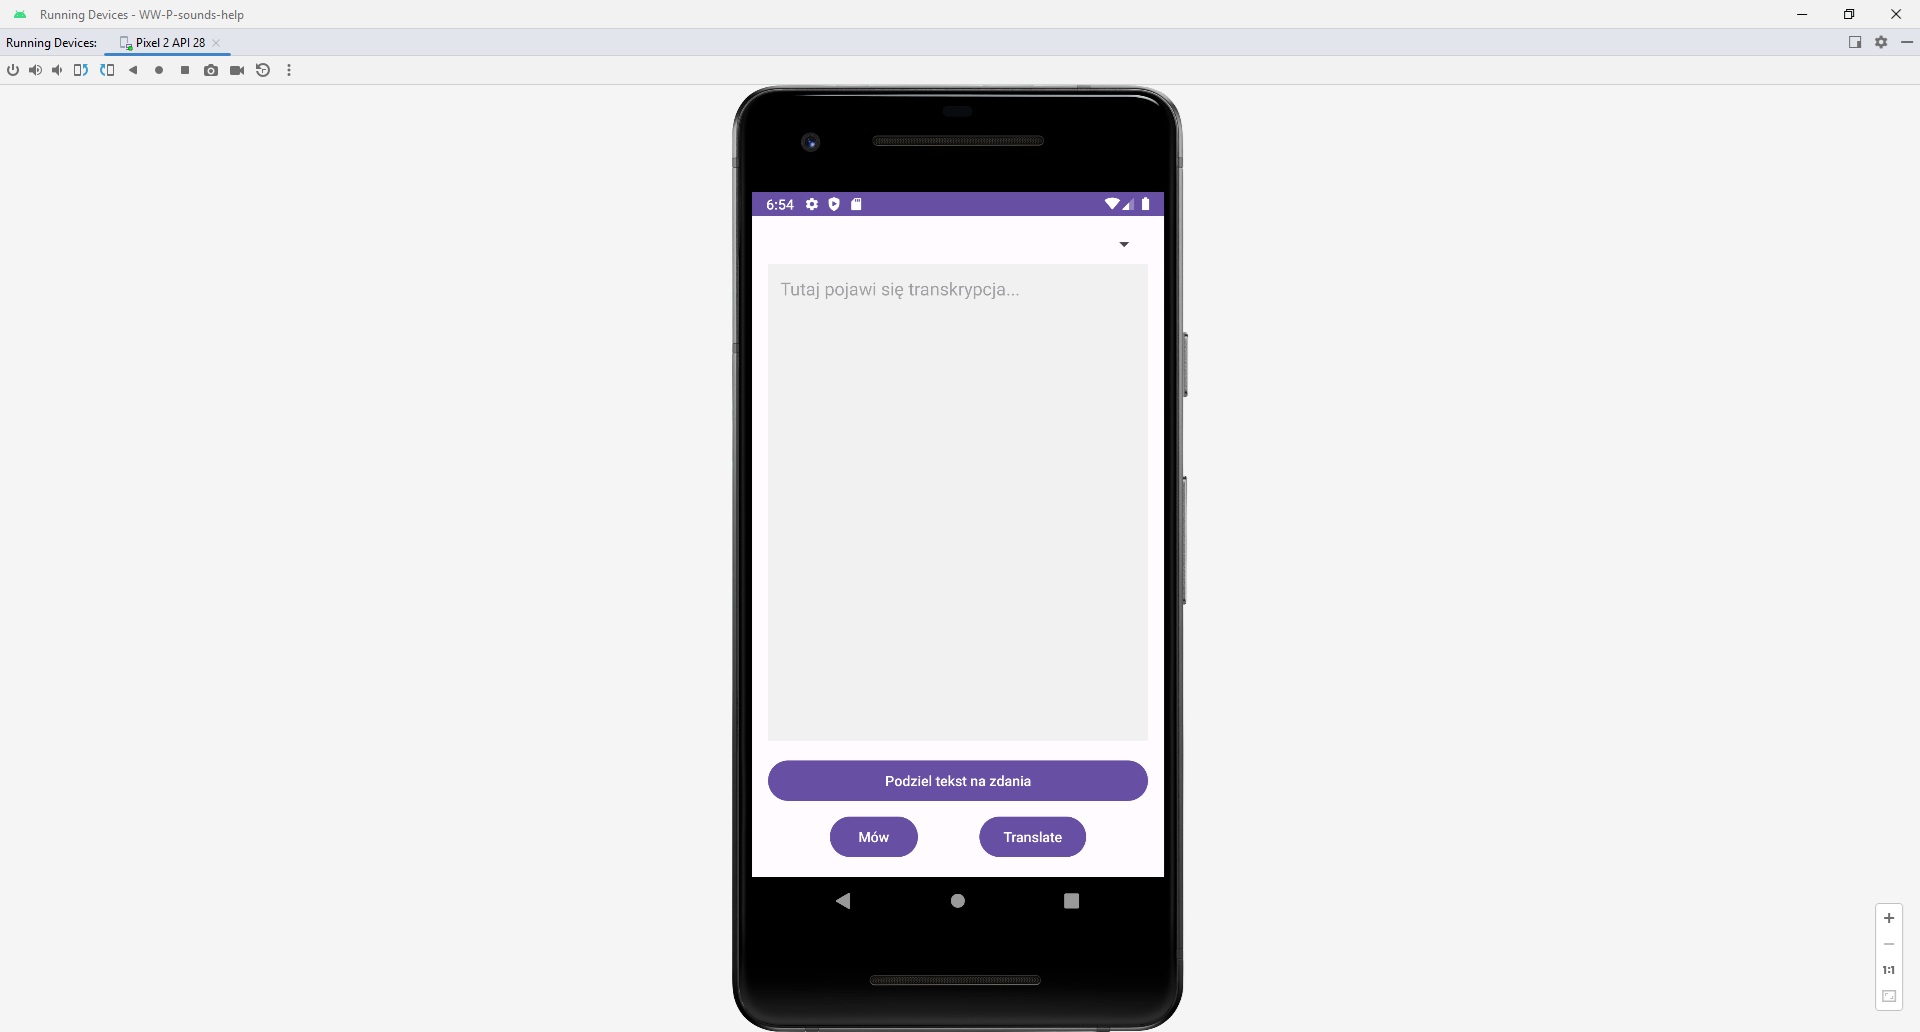 Running Devices - WW-P-sounds-help
Running Devices:
Pixel 2 API 28
6:54
Tutaj pojawi się transkrypcja...
Podziel tekst na zdania
Mów
Translate
1:1